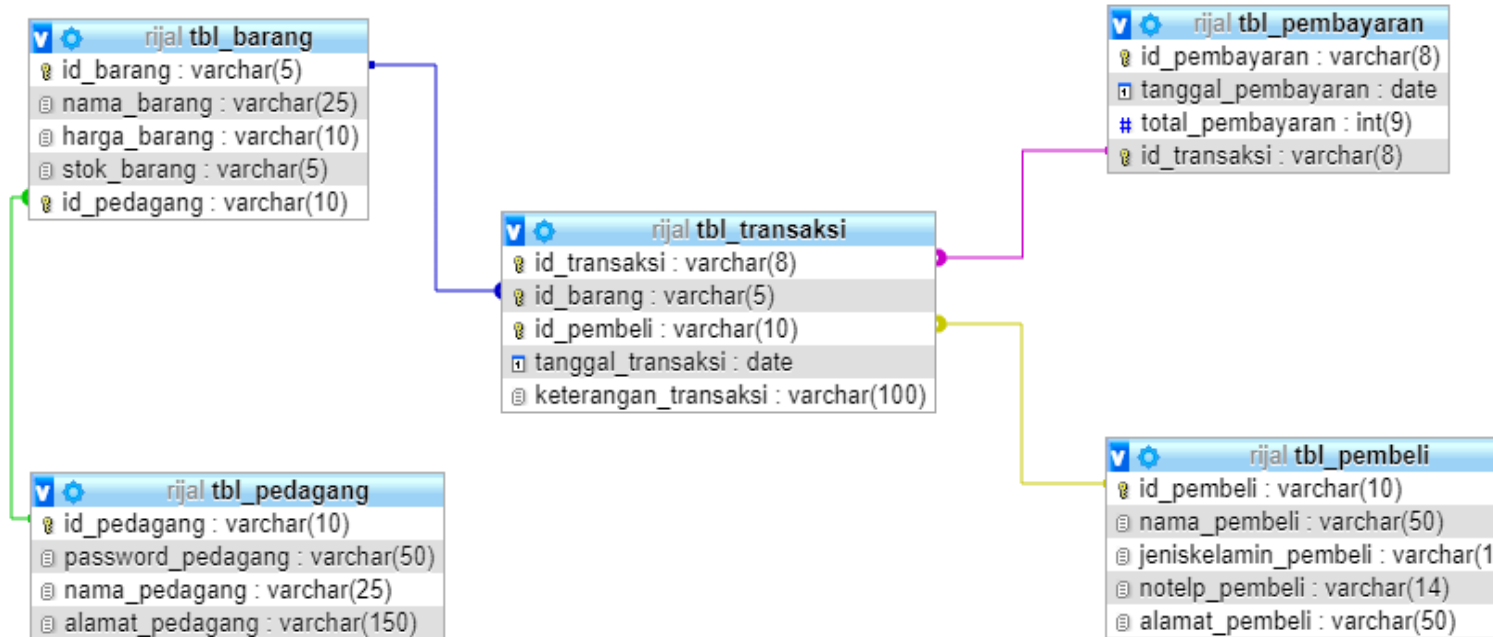 rijal tbl_barang
id_barang : varchar(5)
nama_barang : varchar(25)
harga_barang : varchar(10)
stok_barang : varchar(5)
id_pedagang : varchar(10)
rijal tbl_pembayaran
id_pembayaran : varchar(8)
tanggal_pembayaran : date
# total_pembayaran : int(9)
id_transaksi : varchar(8)
rijal tbl_transaksi
id_transaksi : varchar(8)
id_barang : varchar(5)
id_pembeli : varchar(10)
tanggal_transaksi : date
keterangan_transaksi : varchar(100)
rijal tbl_pedagang
id_pedagang : varchar(10)
password_pedagang : varchar(50)
nama_pedagang : varchar(25)
alamat_pedagang : varchar(150)
rijal tbl_pembeli
id_pembeli : varchar(10)
nama_pembeli : varchar(50)
jeniskelamin_pembeli : varchar(1
notelp_pembeli : varchar(14)
alamat_pembeli : varchar(50)